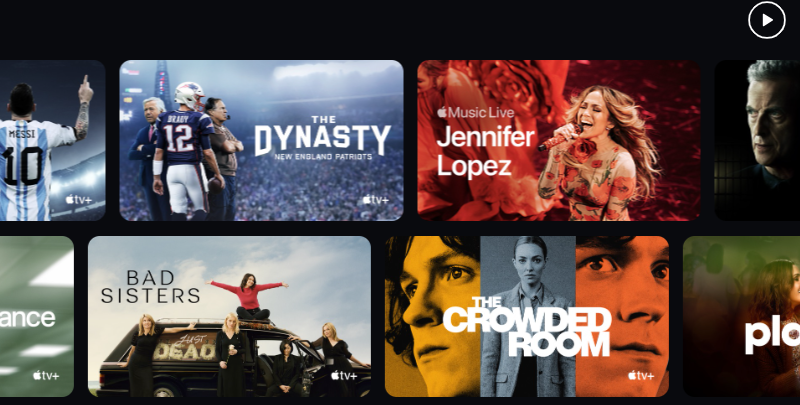 MESSI
10
tv+
BRADY
12
THE
DYNASTY
NEW ENGLAND PATRIOTS
tv+
Music Live
Jennifer
Lopez
ance
BAD
SISTERS
JUST
DEAD
tv+
THE
CROWDED
ROOM
tv+
plo